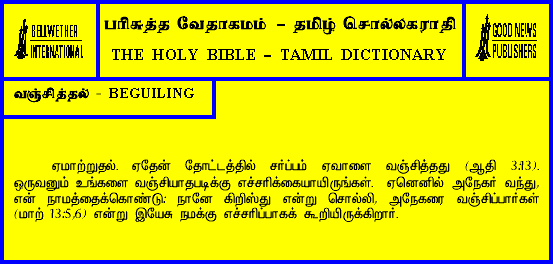 BELLWETHER
INTERNATIONAL
பரிசுத்த வேதாகமம் – தமிழ் சொல்லகராதி
THE HOLY BIBLE – TAMIL DICTIONARY
GOOD NEWS
PUBLISHERS
வஞ்சித்தல் - BEGUILING
ஏமாற்றுதல். ஏதேன் தோட்டத்தில் சர்ப்பம் ஏவாளை வஞ்சித்தது (ஆதி 3:13).
ஒருவனும் உங்களை வஞ்சியாதபடிக்கு எச்சரிக்கையாயிருங்கள். ஏனெனில் அநேகர் வந்து,
என் நாமத்தைக்கொண்டு: நானே கிறிஸ்து என்று சொல்லி, அநேகரை வஞ்சிப்பார்கள்
(மாற் 13:5,6) என்று இயேசு நமக்கு எச்சரிப்பாகக் கூறியிருக்கிறார்.